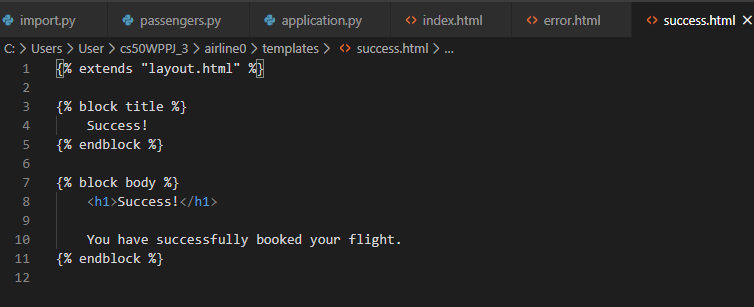 import.py passengers.py application.py index.html error.html success.html
C: > Users > User > cs50WPPJ_3 > airline0 > templates > success.html > ...
1 {% extends "layout.html" %}
2
3 {% block title %}
4     Success!
5 {% endblock %}
6
7 {% block body %}
8     <h1>Success!</h1>
9
10     You have successfully booked your flight.
11 {% endblock %}
12